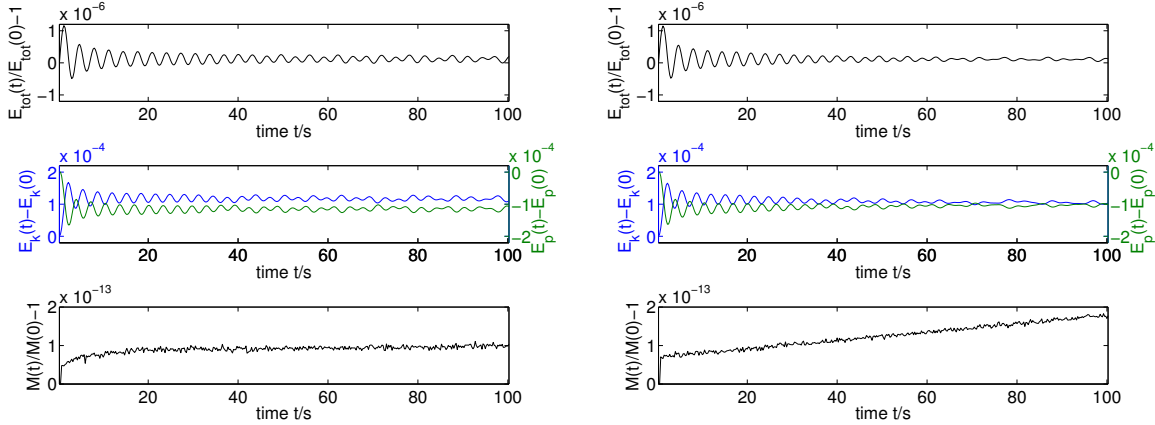 x 10⁻⁶
E_tot(t)/E_tot(0)−1
1
0
−1
20 40 60 80 100
time t/s
x 10⁻⁴
x 10⁻⁴
E_k(t)−E_k(0)
2
1
0
0
−1
−2
E_p(t)−E_p(0)
20 40 60 80 100
time t/s
x 10⁻¹³
M(t)/M(0)−1
2
1
0
20 40 60 80 100
time t/s
x 10⁻⁶
E_tot(t)/E_tot(0)−1
1
0
−1
20 40 60 80 100
time t/s
x 10⁻⁴
x 10⁻⁴
E_k(t)−E_k(0)
2
1
0
0
−1
−2
E_p(t)−E_p(0)
20 40 60 80 100
time t/s
x 10⁻¹³
M(t)/M(0)−1
2
1
0
20 40 60 80 100
time t/s